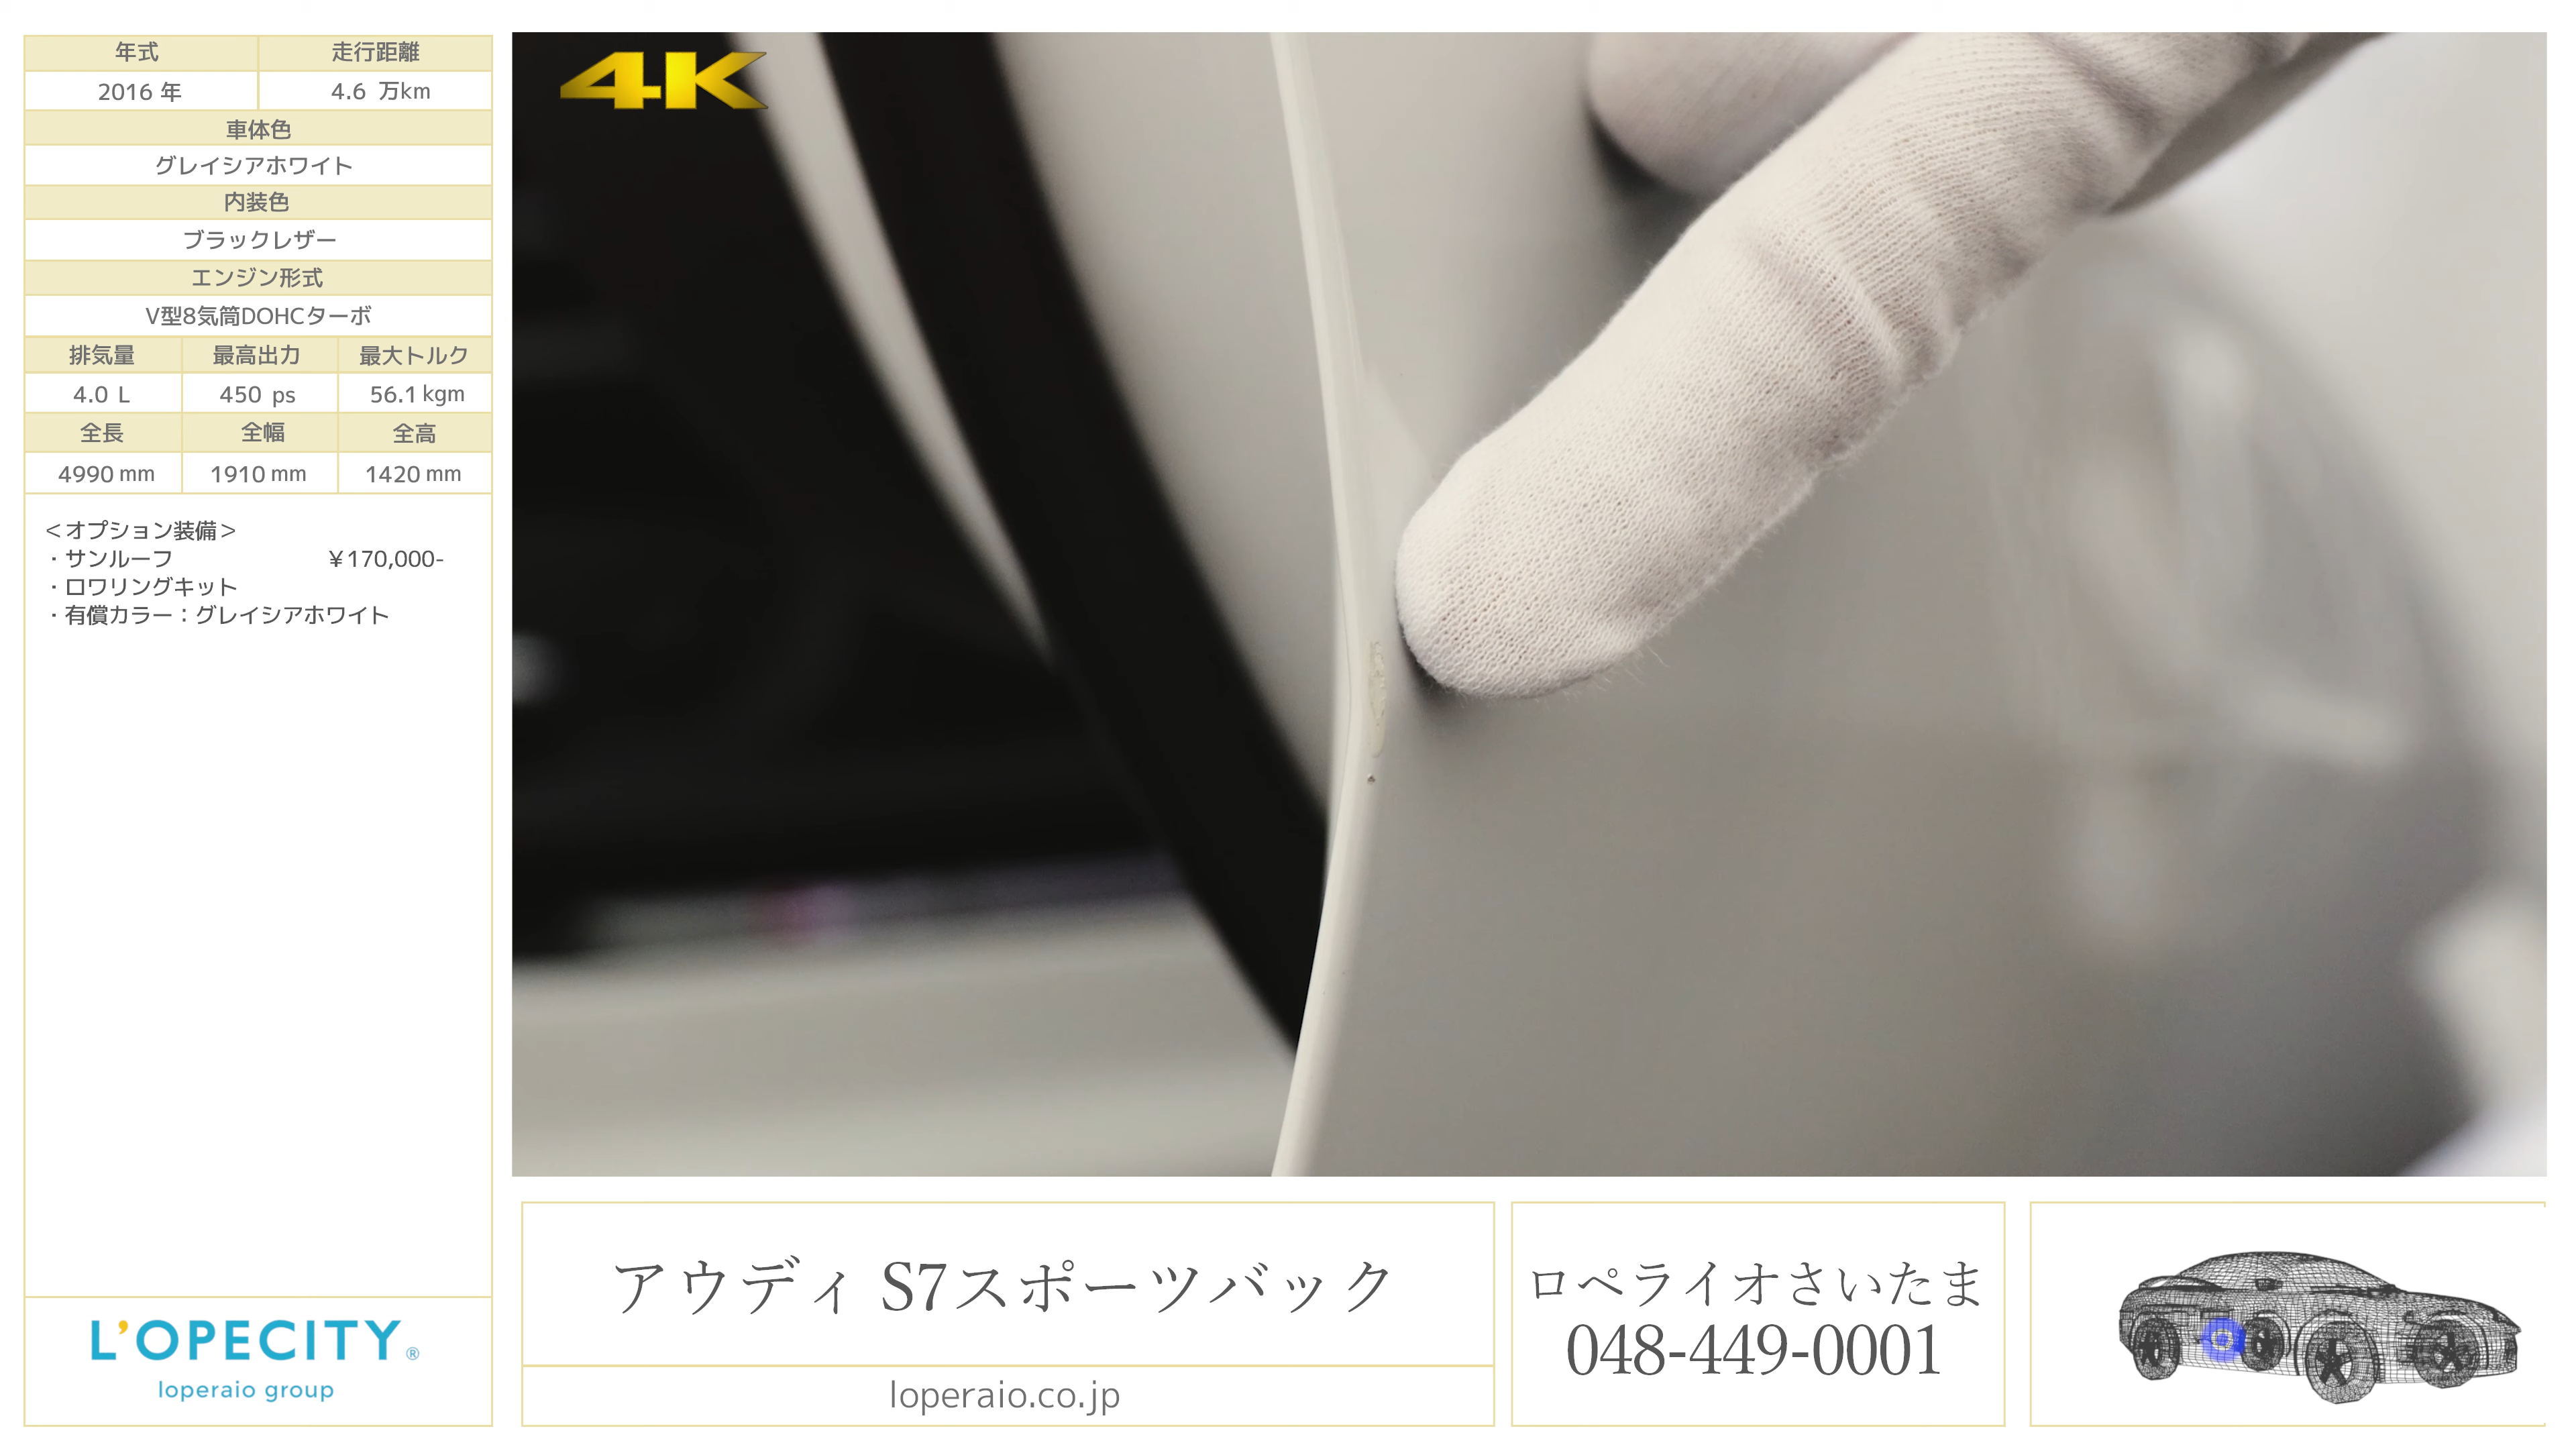 年式 走行距離
2016 年 4.6 万km
車体色
グレイシアホワイト
内装色
ブラックレザー
エンジン形式
V型8気筒DOHCターボ
排気量 最高出力 最大トルク
4.0 L 450 ps 56.1 kgm
全長 全幅 全高
4990 mm 1910 mm 1420 mm
＜オプション装備＞
・サンルーフ ￥170,000-
・ロワリングキット
・有償カラー：グレイシアホワイト
L'OPECITY®
loperaio group
4K
アウディ S7スポーツバック
loperaio.co.jp
ロペライオさいたま
048-449-0001